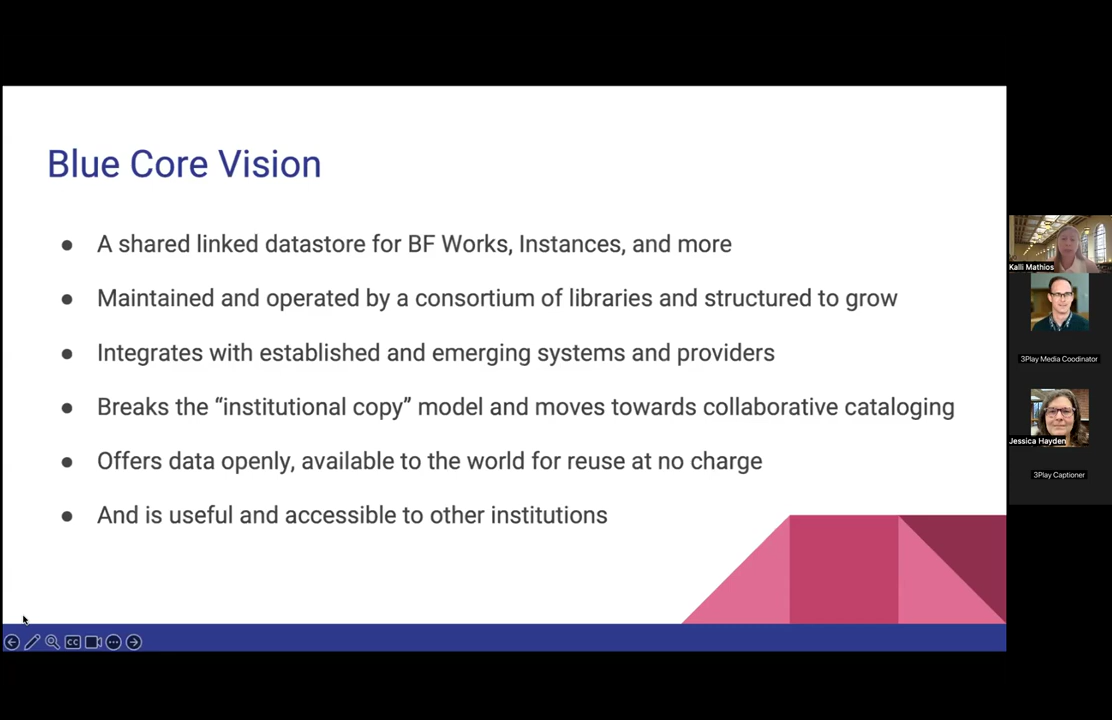 Blue Core Vision
● A shared linked datastore for BF Works, Instances, and more
● Maintained and operated by a consortium of libraries and structured to grow
● Integrates with established and emerging systems and providers
● Breaks the “institutional copy” model and moves towards collaborative cataloging
● Offers data openly, available to the world for reuse at no charge
● And is useful and accessible to other institutions
CC
Kalli Mathios
3Play Media Coodinator
Jessica Hayden
3Play Captioner